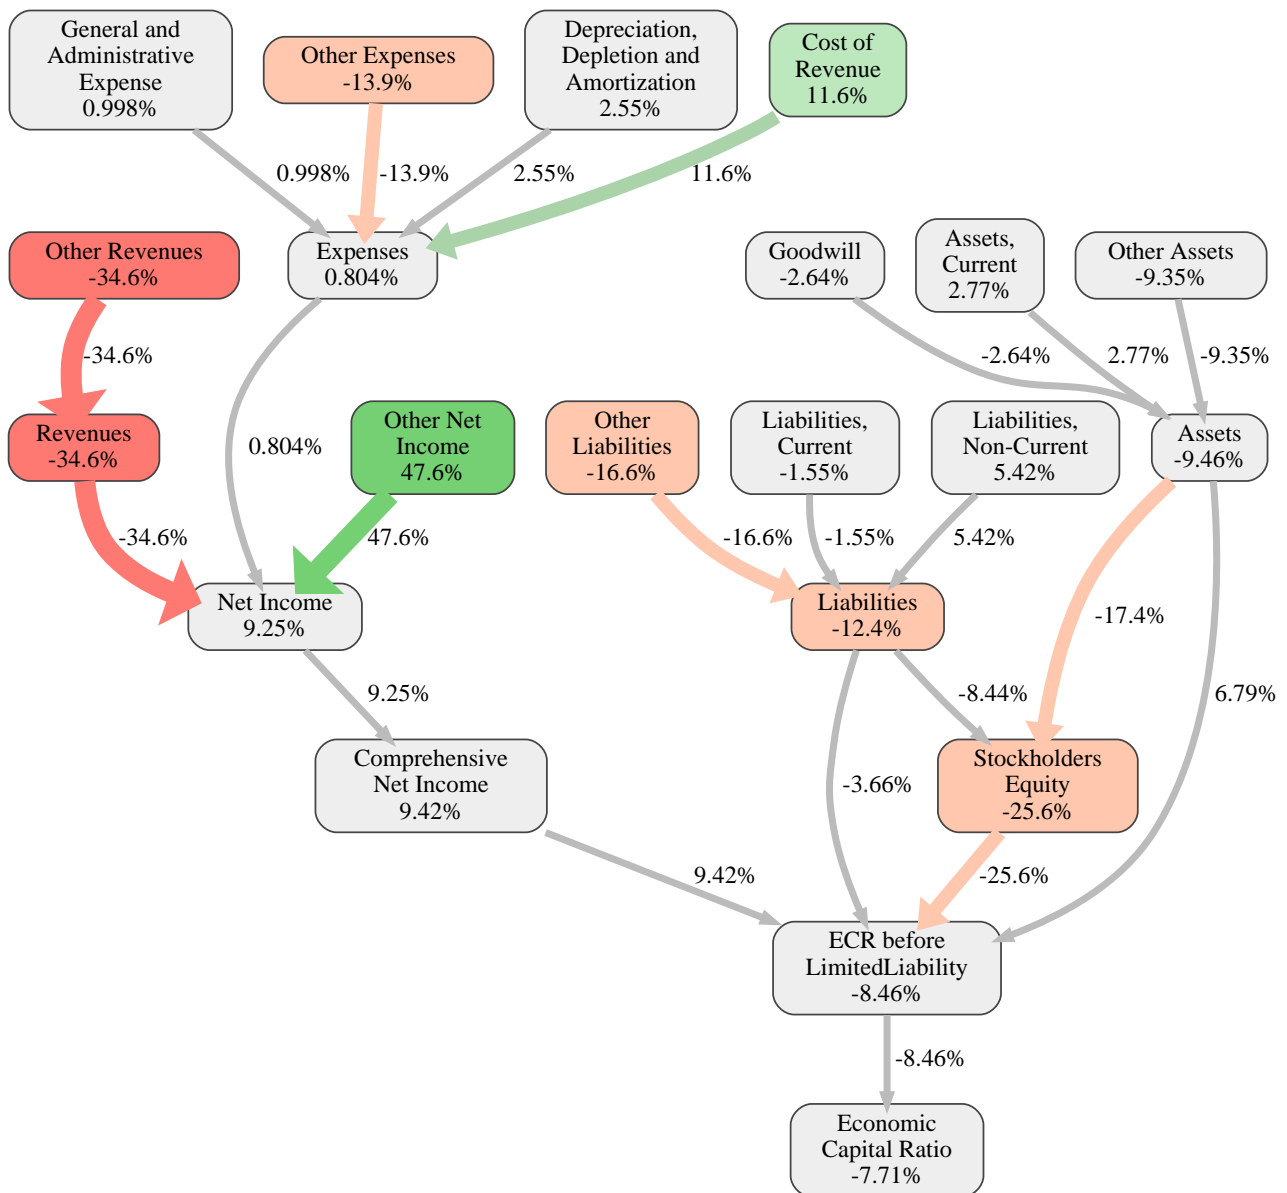 General and
Administrative
Expense
0.998%
Other Expenses
-13.9%
Depreciation,
Depletion and
Amortization
2.55%
Cost of
Revenue
11.6%
0.998%
-13.9%
2.55%
11.6%
Other Revenues
-34.6%
Expenses
0.804%
Goodwill
-2.64%
Assets,
Current
2.77%
Other Assets
-9.35%
-34.6%
-2.64%
2.77%
-9.35%
Revenues
-34.6%
0.804%
Other Net
Income
47.6%
Other
Liabilities
-16.6%
Liabilities,
Current
-1.55%
Liabilities,
Non-Current
5.42%
Assets
-9.46%
-34.6%
47.6%
-16.6%
-1.55%
5.42%
Net Income
9.25%
Liabilities
-12.4%
-17.4%
9.25%
-8.44%
6.79%
Comprehensive
Net Income
9.42%
-3.66%
Stockholders
Equity
-25.6%
9.42%
-25.6%
ECR before
LimitedLiability
-8.46%
-8.46%
Economic
Capital Ratio
-7.71%